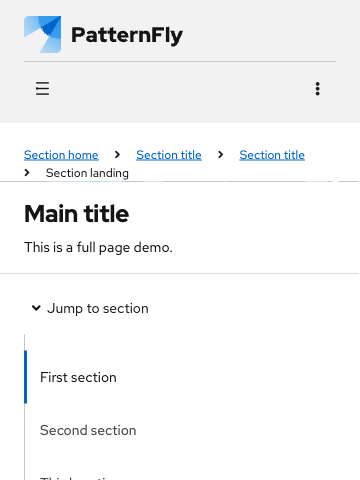 PatternFly
Section home Section title Section title
Section landing
Main title
This is a full page demo.
Jump to section
First section
Second section